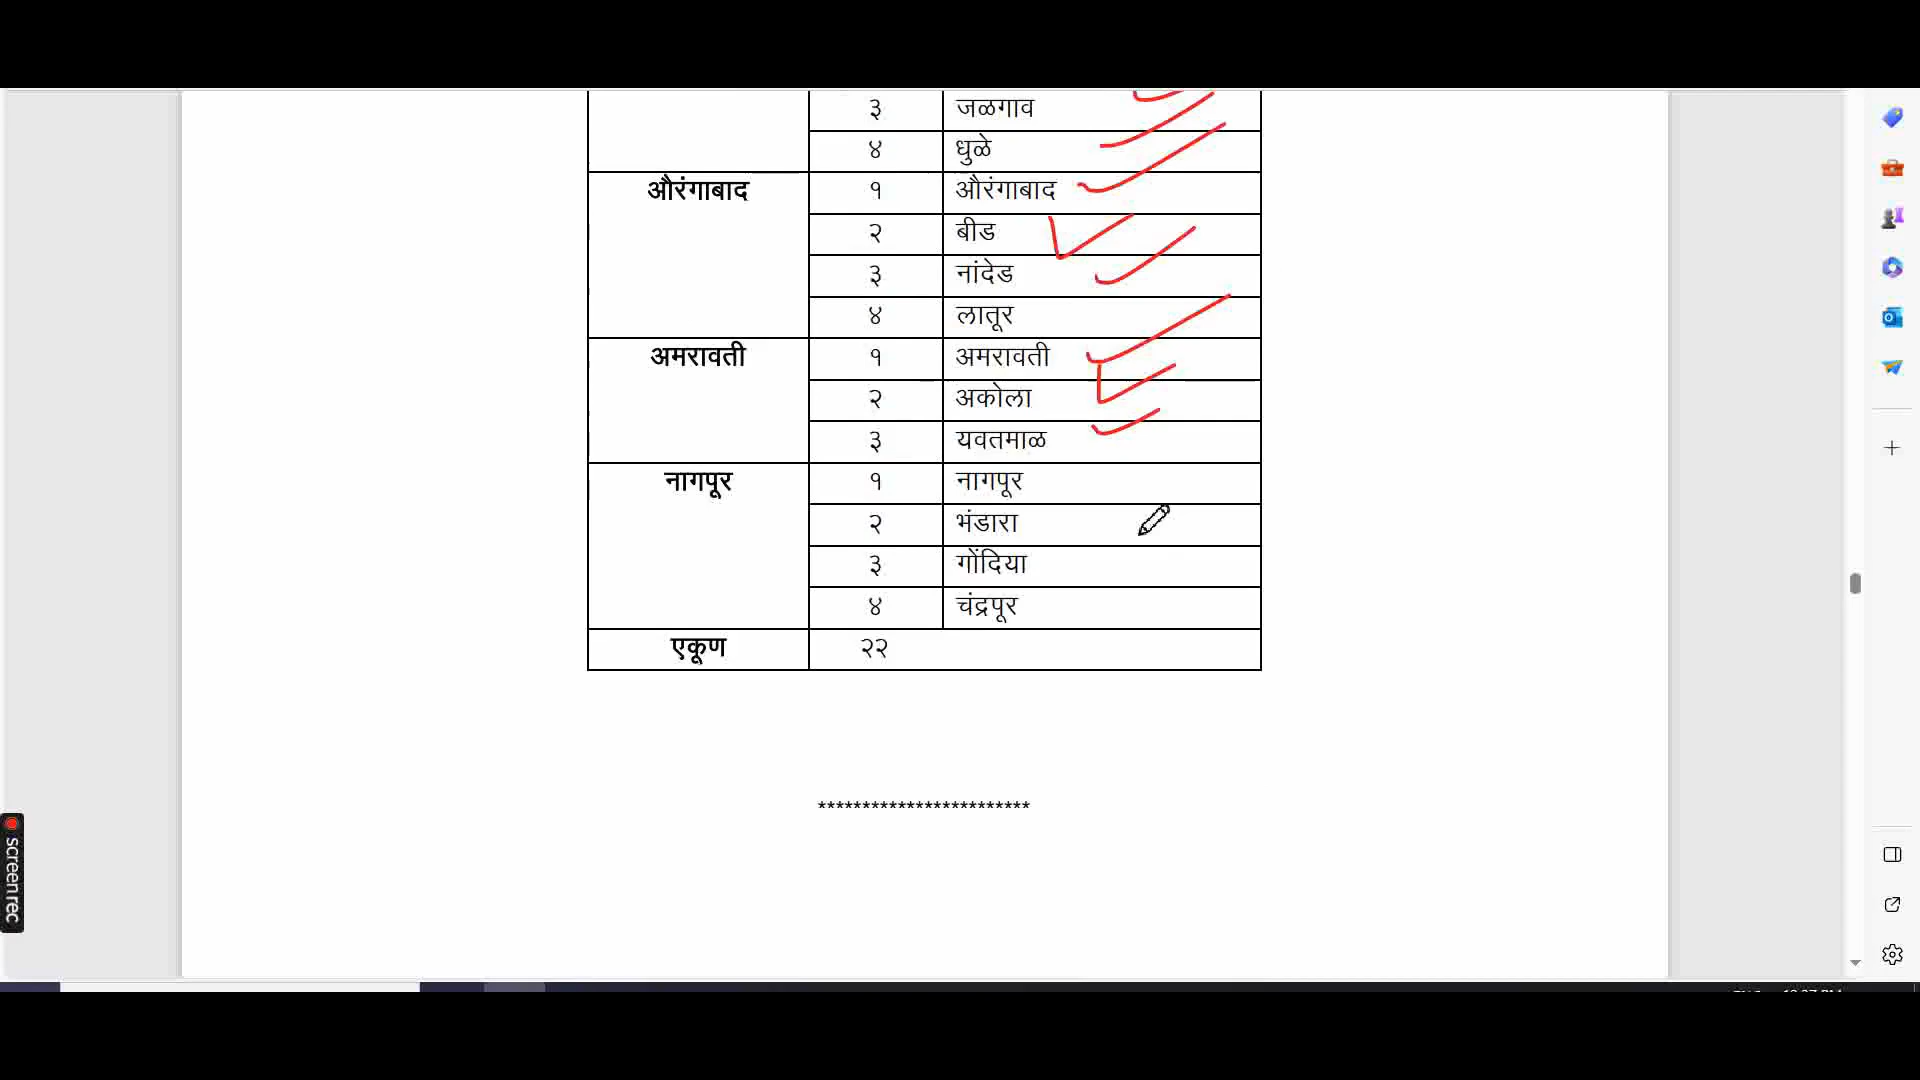 ३ जळगाव
४ धुळे
औरंगाबाद १ औरंगाबाद
२ बीड
३ नांदेड
४ लातूर
अमरावती १ अमरावती
२ अकोला
३ यवतमाळ
नागपूर १ नागपूर
२ भंडारा
३ गोंदिया
४ चंद्रपूर
एकूण २२
************************
screenrec